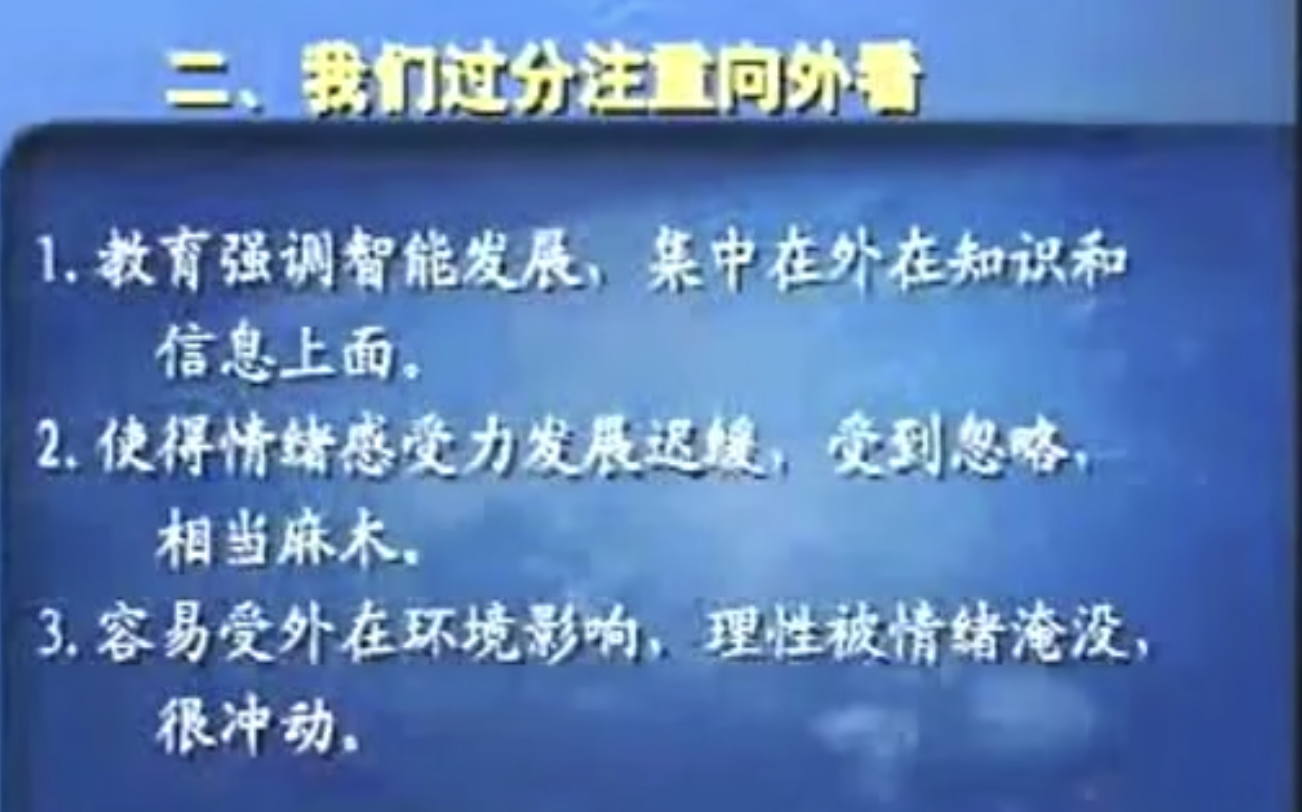 二、我们过分注重向外看
1. 教育强调智能发展，集中在外在知识和
信息上面。
2. 使得情绪感受力发展迟缓，受到忽略，
相当麻木。
3. 容易受外在环境影响，理性被情绪淹没，
很冲动。